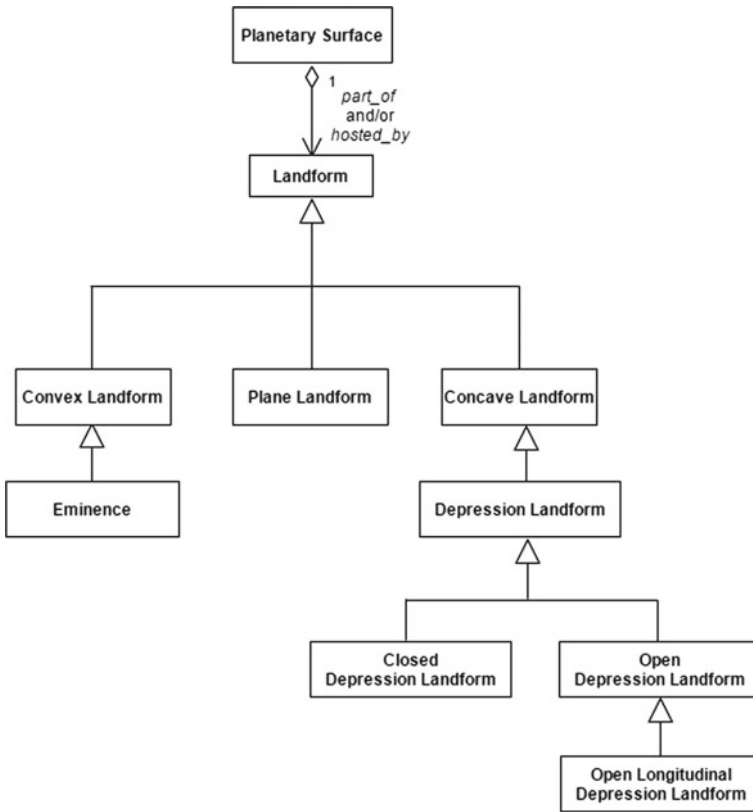 Planetary Surface
1
part_of
and/or
hosted_by
Landform
Convex Landform
Plane Landform
Concave Landform
Eminence
Depression Landform
Closed
Depression Landform
Open
Depression Landform
Open Longitudinal
Depression Landform